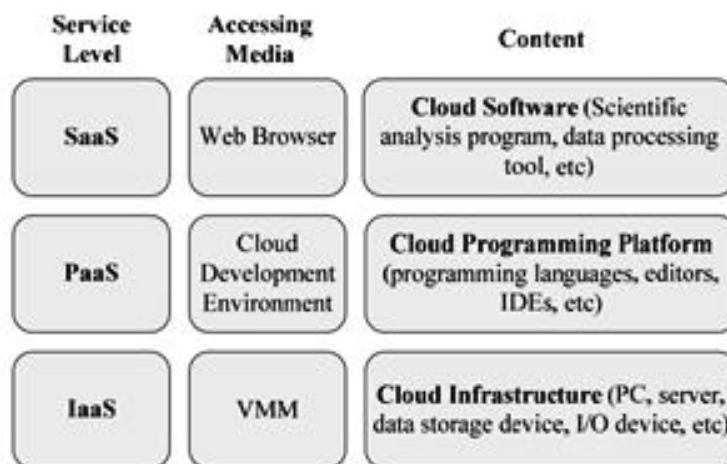 Service Level
Accessing Media
Content
SaaS
Web Browser
Cloud Software (Scientific
analysis program, data processing
tool, etc)
PaaS
Cloud
Development
Environment
Cloud Programming Platform
(programming languages, editors,
IDEs, etc)
IaaS
VMM
Cloud Infrastructure (PC, server,
data storage device, I/O device, etc)